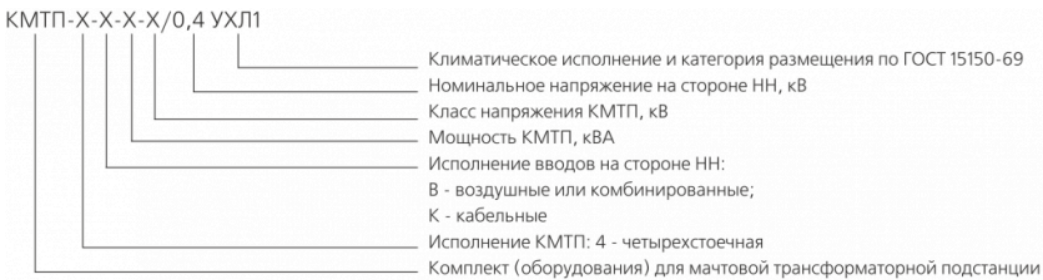 КМТП-Х-Х-Х-Х/0,4 УХЛ1
Климатическое исполнение и категория размещения по ГОСТ 15150-69
Номинальное напряжение на стороне НН, кВ
Класс напряжения КМТП, кВ
Мощность КМТП, кВА
Исполнение вводов на стороне НН:
В - воздушные или комбинированные;
К - кабельные
Исполнение КМТП: 4 - четырехстоечная
Комплект (оборудования) для мачтовой трансформаторной подстанции